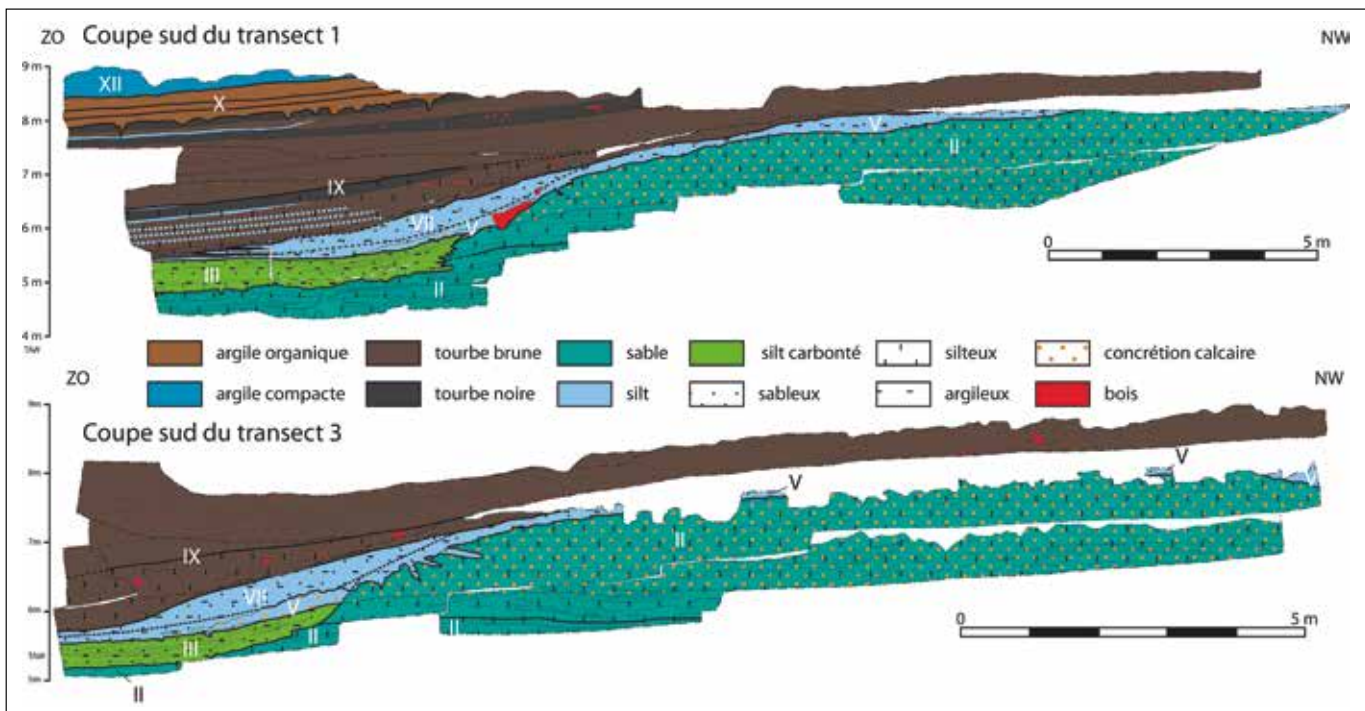 ZO Coupe sud du transect 1 NW
9 m
8 m
7 m
6 m
5 m
4 m
XII
X
IX
VII
V
V
III
II
II
0 5 m
argile organique tourbe brune sable silt carbonté silteux concrétion calcaire
argile compacte tourbe noire silt sableux argileux bois
ZO NW
Coupe sud du transect 3
9m
8m
7m
6m
5m
V
V
V
IX
VII
V
III
II
II
II
II
0 5 m